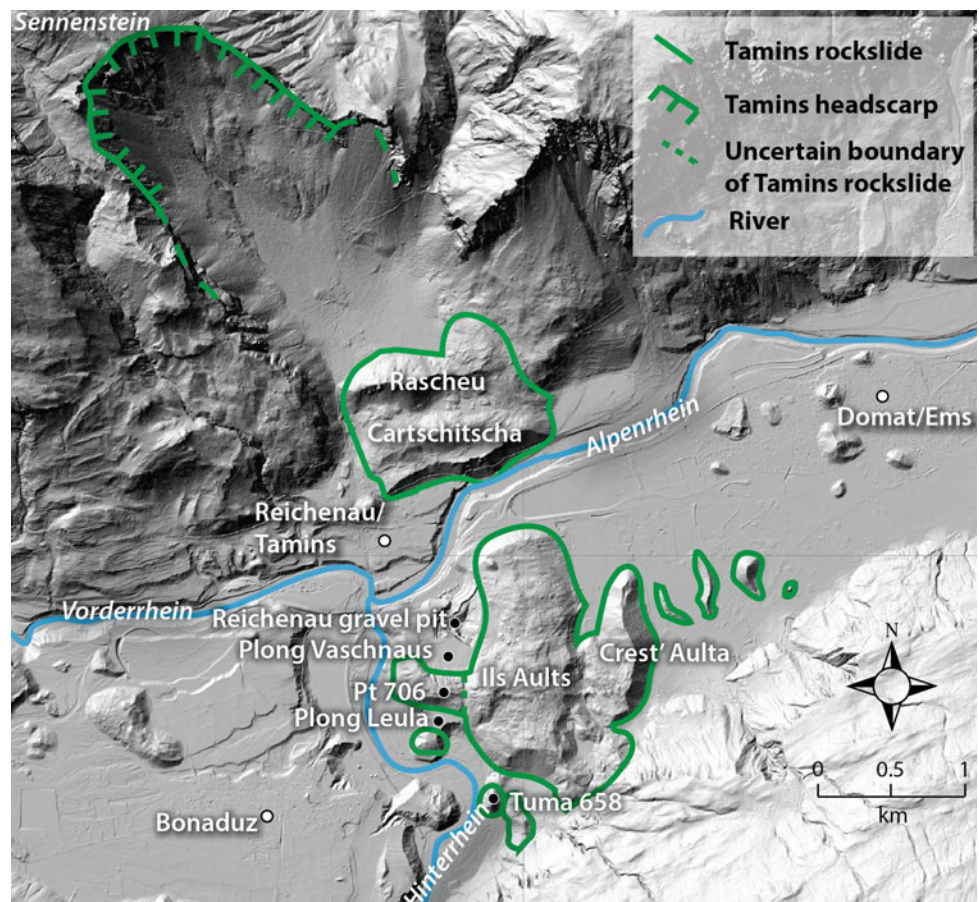 Sennenstein
Tamins rockslide
Tamins headscarp
Uncertain boundary
of Tamins rockslide
River
Rascheu
Cartschitscha
Alpenrhein
Domat/Ems
Reichenau/
Tamins
Vorderrhein
Reichenau gravel pit
Plong Vaschnaus
Crest' Aulta
Ils Aults
Pt 706
Plong Leula
N
0 0.5 1
km
Tuma 658
Bonaduz
Hinterrhein